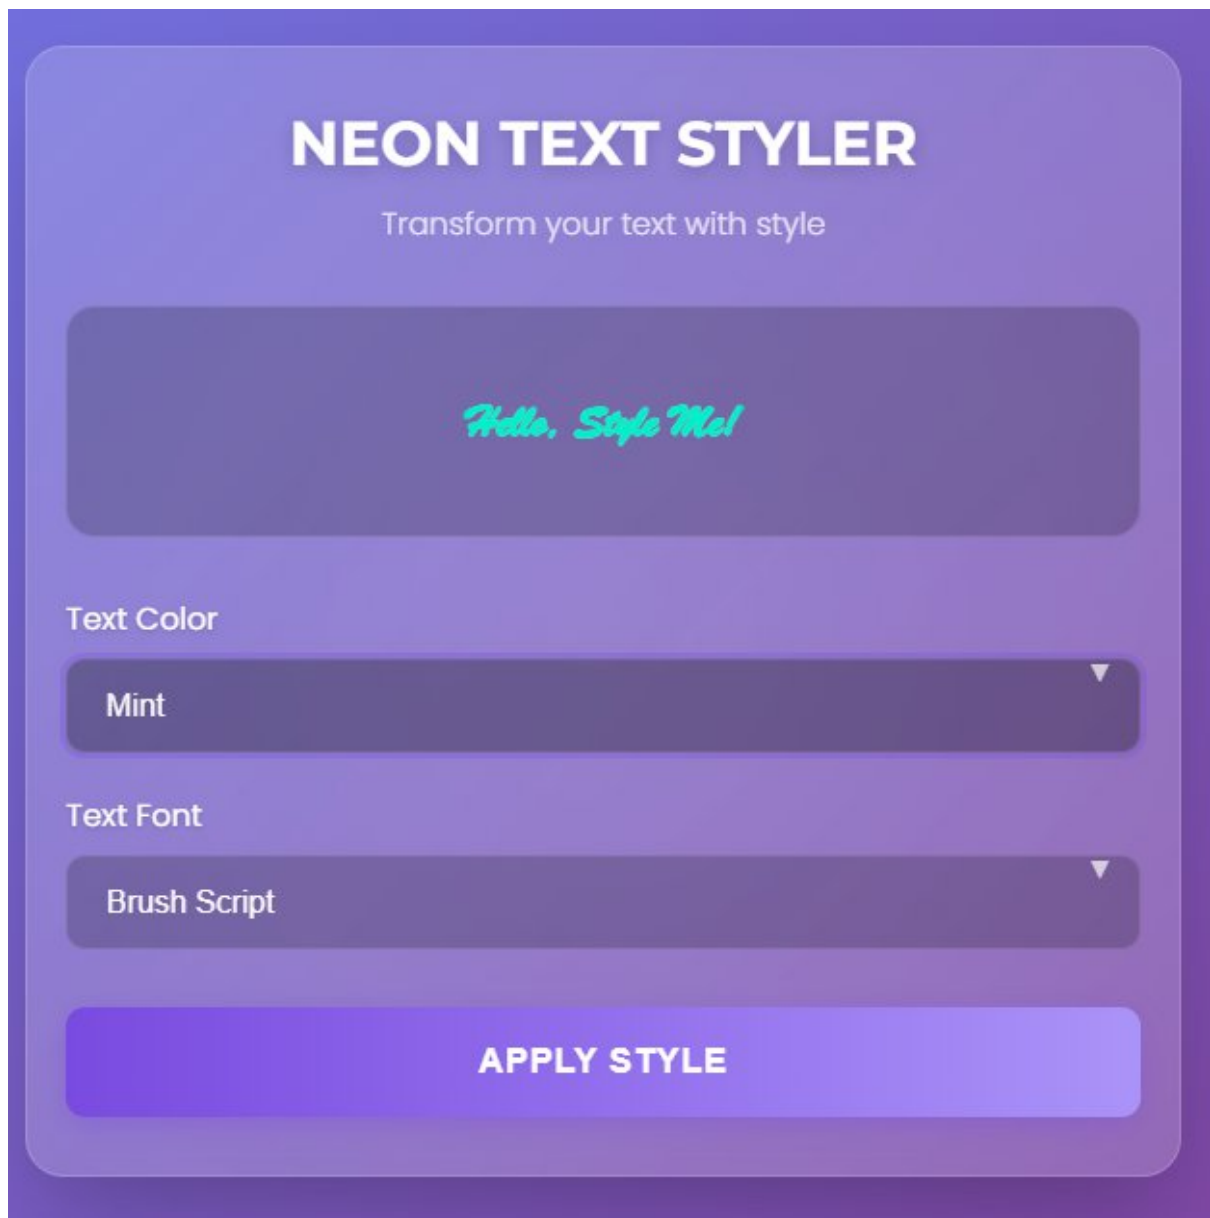 NEON TEXT STYLER
Transform your text with style
Hello, Style Me!
Text Color
Mint
Text Font
Brush Script
APPLY STYLE